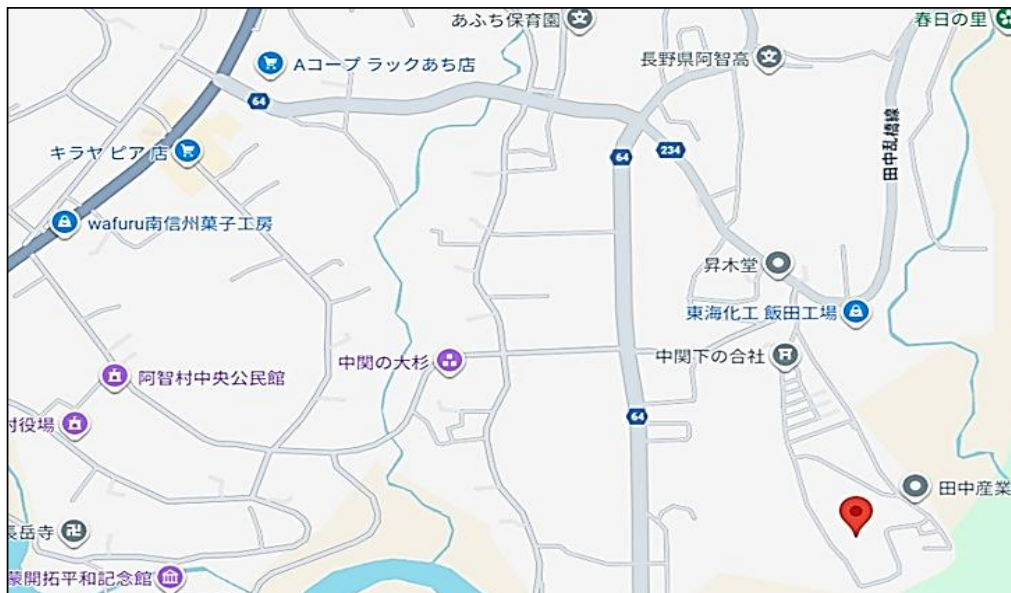 あふち保育園
春日の里
Aコープ ラックあち店
長野県阿智高
64
キラヤ ピア 店
64
234
田中乱橋線
wafuru南信州菓子工房
昇木堂
東海化工 飯田工場
中関の大杉
中関下の合社
阿智村中央公民館
村役場
64
田中産業
長岳寺
蒙開拓平和記念館